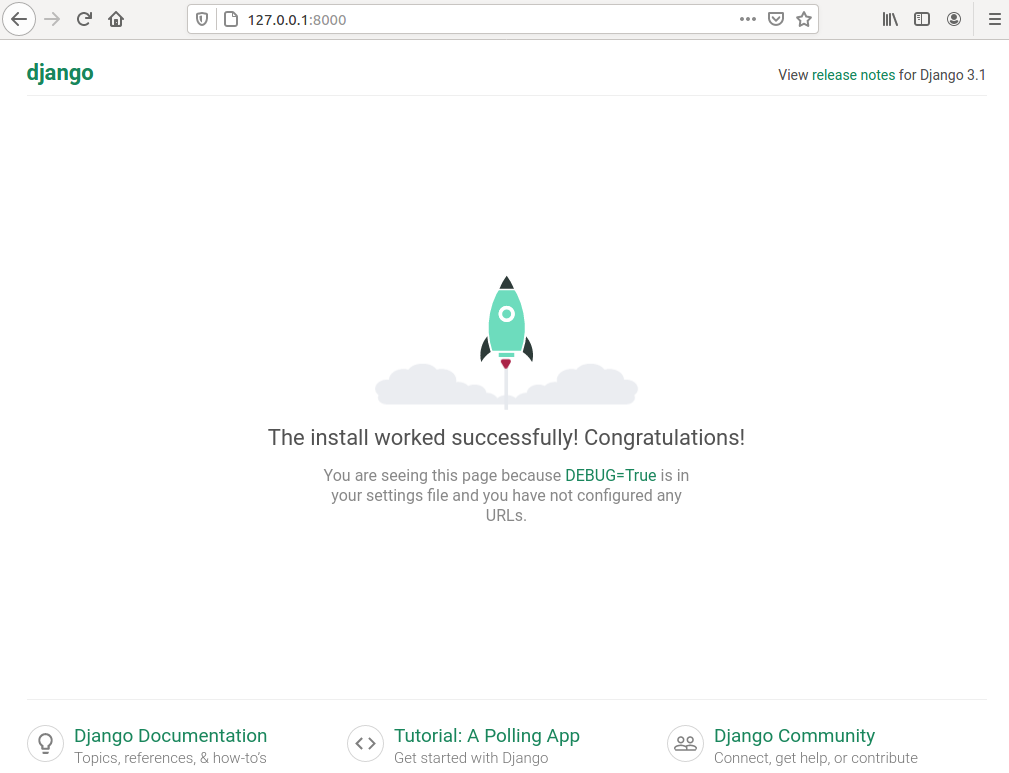 127.0.0.1:8000
django
View release notes for Django 3.1
The install worked successfully! Congratulations!
You are seeing this page because DEBUG=True is in
your settings file and you have not configured any
URLs.
Django Documentation
Topics, references, & how-to's
Tutorial: A Polling App
Get started with Django
Django Community
Connect, get help, or contribute